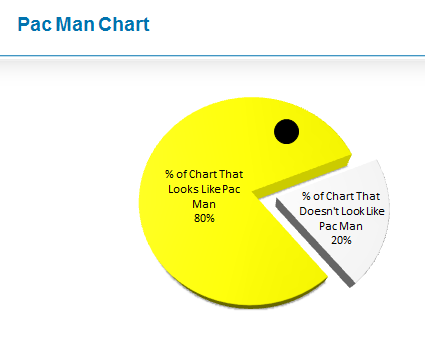 Pac Man Chart
% of Chart That
Looks Like Pac
Man
80%
% of Chart That
Doesn't Look Like
Pac Man
20%